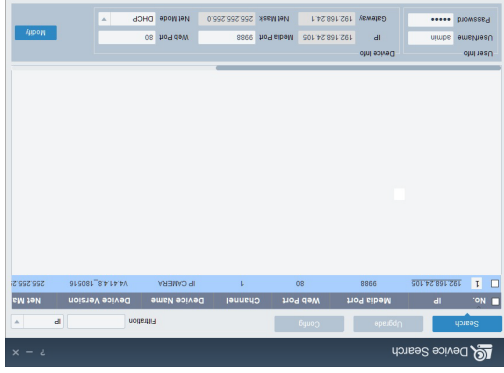 Device Search ? — ×
Search Upgrade Config Filtration IP
No. IP Media Port Web Port Channel Device Name Device Version Net Ma
1 192.168.24.105 9988 80 1 IP CAMERA V4.41.4.8_180516 255.255.2
User Info
UserName admin
Password •••••
Device Info
IP 192.168.24.105 Media Port 9988 Web Port 80
Gateway 192.168.24.1 Net Mask 255.255.255.0 Net Mode DHCP
Modify